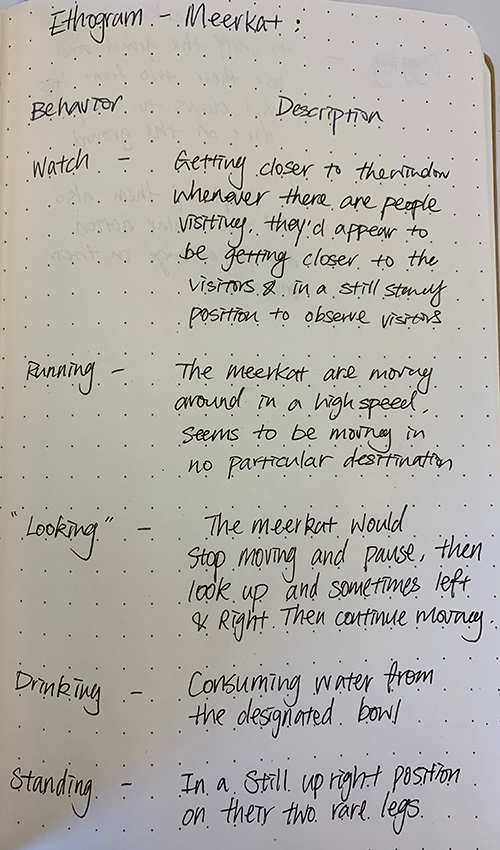 Ethogram - Meerkat :
Behavior Description
Watch - Getting closer to the window
whenever there are people
visiting, they'd appear to
be getting closer to the
visitors & in a still standy
position to observe visitors
Running - The meerkat are moving
around in a high speed,
seems to be moving in
no particular desitination
"Looking" - The meerkat would
stop moving and pause, then
look up and sometimes left
& Right. Then continue moving.
Drinking - Consuming water from
the designated bowl
Standing - In a still upright position
on their two rare legs.